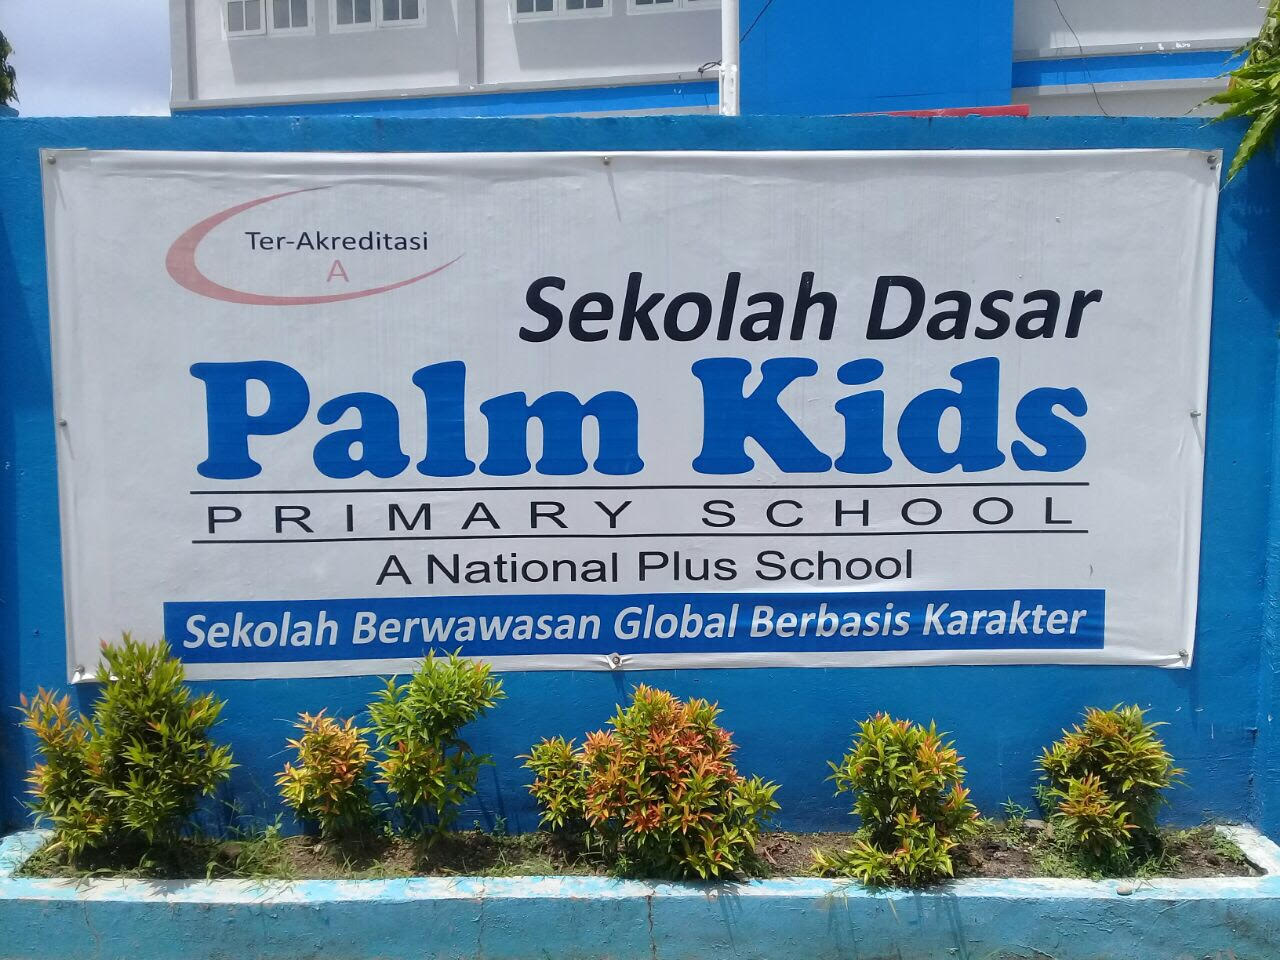 Ter-Akreditasi
A
Sekolah Dasar
Palm Kids
PRIMARY SCHOOL
A National Plus School
Sekolah Berwawasan Global Berbasis Karakter